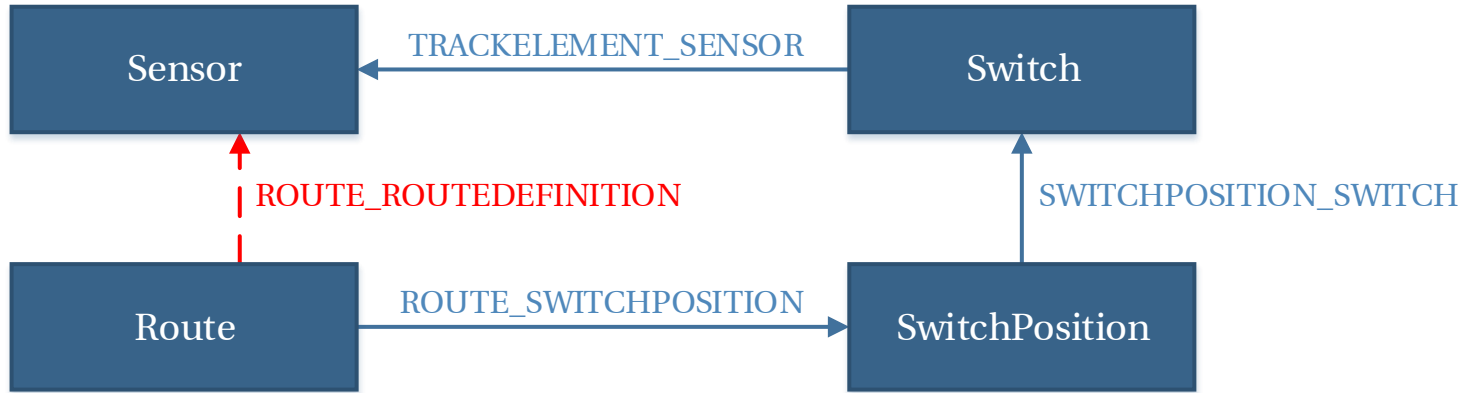 Sensor
TRACKELEMENT_SENSOR
Switch
ROUTE_ROUTEDEFINITION
SWITCHPOSITION_SWITCH
Route
ROUTE_SWITCHPOSITION
SwitchPosition